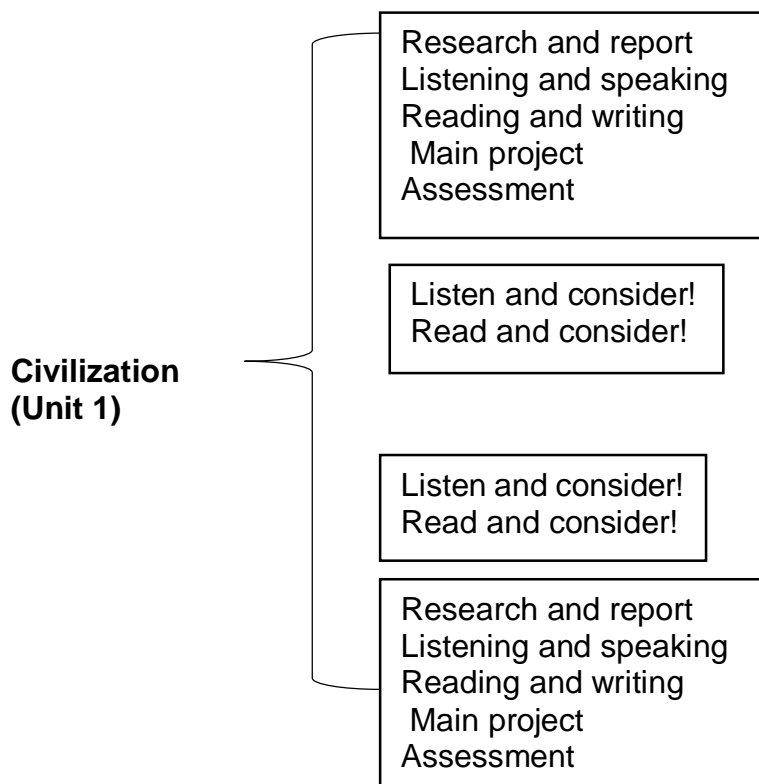 Civilization
(Unit 1)
Research and report
Listening and speaking
Reading and writing
Main project
Assessment
Listen and consider!
Read and consider!
Listen and consider!
Read and consider!
Research and report
Listening and speaking
Reading and writing
Main project
Assessment